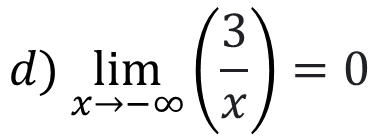 d) lim x→−∞ (3/x) = 0